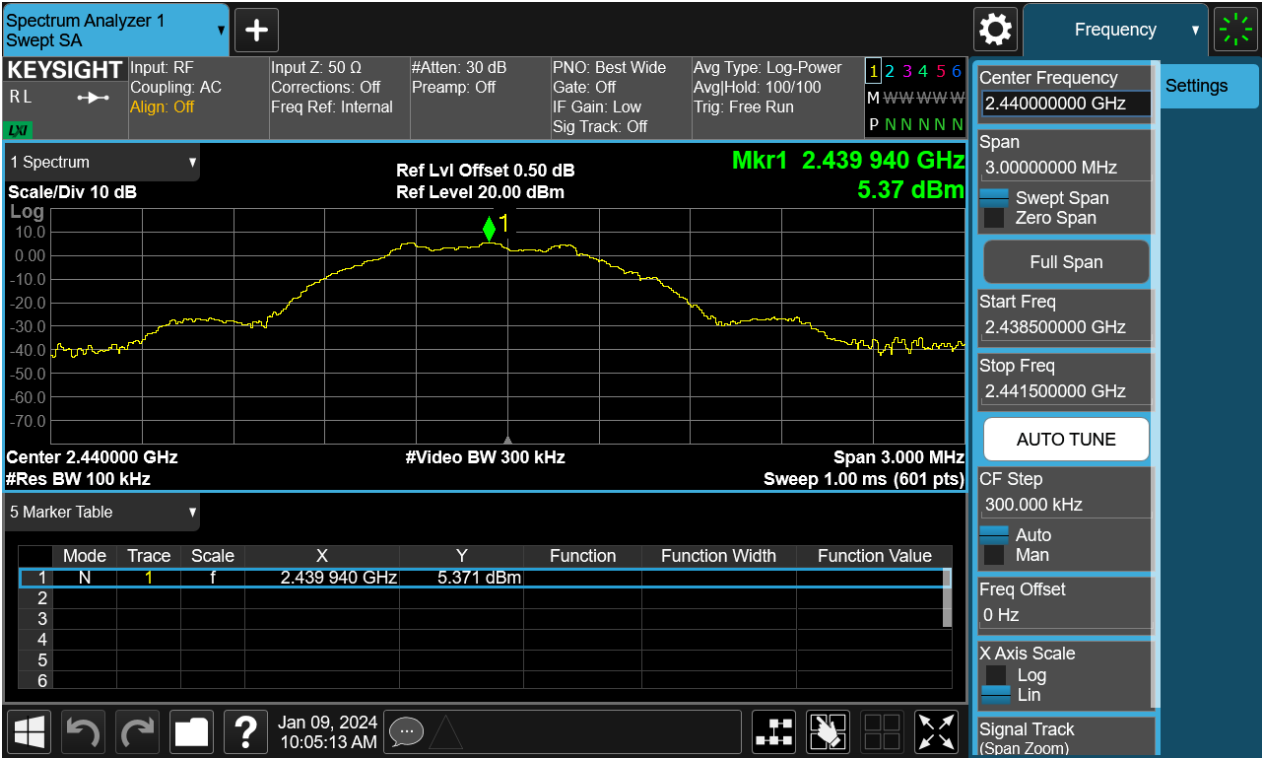 Spectrum Analyzer 1
Swept SA
+
Frequency
KEYSIGHT
R L
LXI
Input: RF
Coupling: AC
Align: Off
Input Z: 50 Ω
Corrections: Off
Freq Ref: Internal
#Atten: 30 dB
Preamp: Off
PNO: Best Wide
Gate: Off
IF Gain: Low
Sig Track: Off
Avg Type: Log-Power
Avg|Hold: 100/100
Trig: Free Run
1 2 3 4 5 6
M W W W W W
P N N N N N
Center Frequency
2.440000000 GHz
Settings
Span
3.00000000 MHz
Swept Span
Zero Span
Full Span
Start Freq
2.438500000 GHz
Stop Freq
2.441500000 GHz
AUTO TUNE
CF Step
300.000 kHz
Auto
Man
Freq Offset
0 Hz
X Axis Scale
Log
Lin
Signal Track
(Span Zoom)
1 Spectrum
Scale/Div 10 dB
Ref Lvl Offset 0.50 dB
Ref Level 20.00 dBm
Mkr1 2.439 940 GHz
5.37 dBm
Log
1
10.0
0.00
-10.0
-20.0
-30.0
-40.0
-50.0
-60.0
-70.0
Center 2.440000 GHz
#Video BW 300 kHz
Span 3.000 MHz
#Res BW 100 kHz
Sweep 1.00 ms (601 pts)
5 Marker Table
Mode Trace Scale X Y Function Function Width Function Value
1 N 1 f 2.439 940 GHz 5.371 dBm
2
3
4
5
6
?
Jan 09, 2024
10:05:13 AM